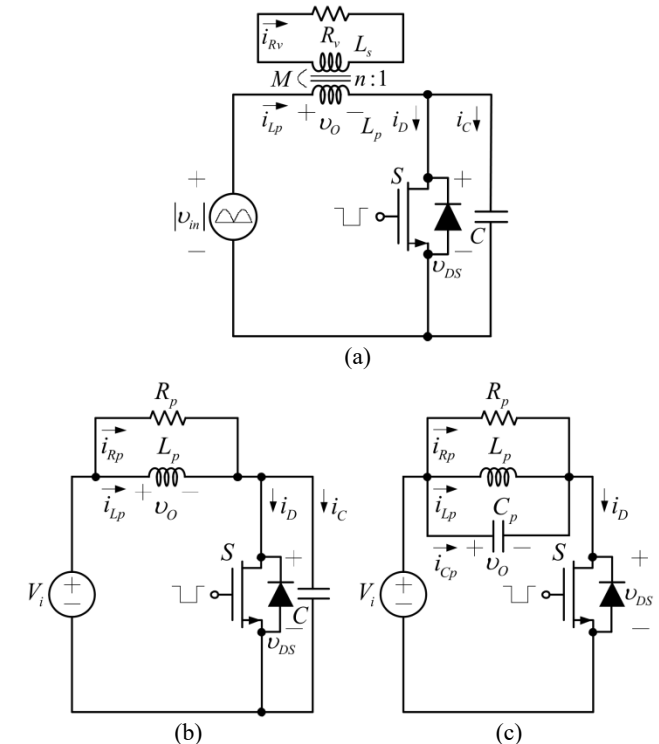 i_Rv R_v L_s
M n:1
i_Lp + υ_O − L_p i_D i_C
+ S +
|υ_in| C
− −
υ_DS
(a)
R_p R_p
i_Rp L_p i_Rp L_p
i_Lp + υ_O − i_D i_C i_Lp C_p i_D
i_Cp + υ_O −
S + S +
V_i + − C V_i + − υ_DS
− −
υ_DS
(b) (c)